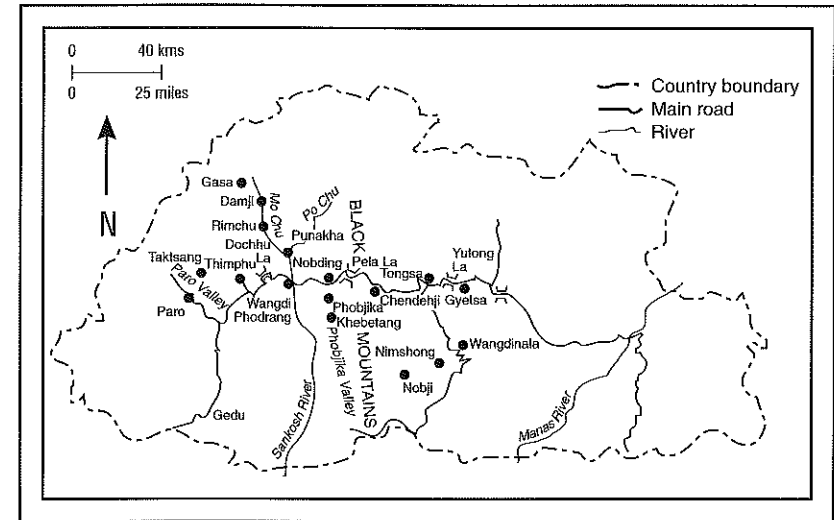 0 40 kms
0 25 miles
N
Country boundary
Main road
River
Gasa
Damji
Mo Chu
Po Chu
Rimchu
Dochhu
La
Punakha
BLACK
MOUNTAINS
Taktsang
Thimphu
Nobding
Pela La
Tongsa
Yutong
La
Paro Valley
Paro
Wangdi
Phodrang
Phobjika
Chendehji
Gyetsa
Khebetang
Phobjika Valley
Nimshong
Wangdinala
Nobji
Gedu
Sankosh River
Manas River